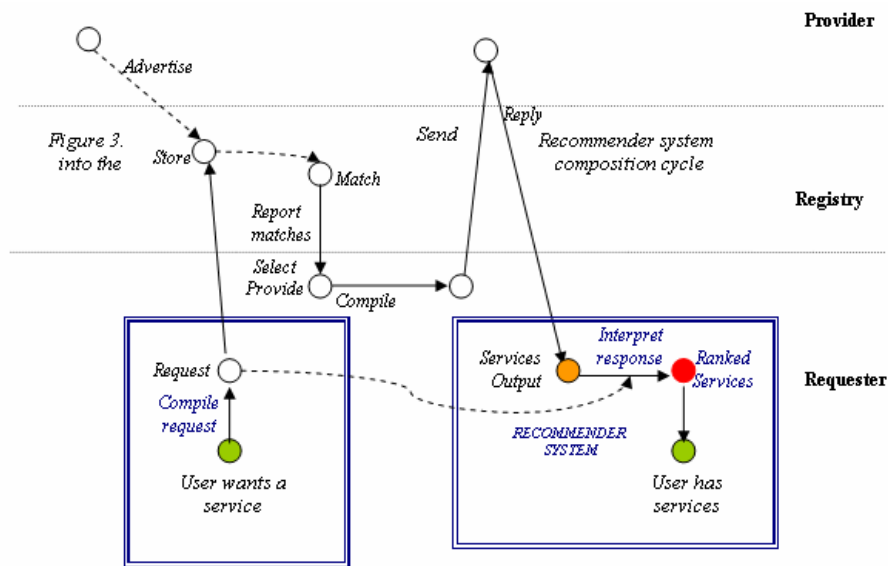 Provider
Advertise
Figure 3.
into the
Store
Send
Reply
Recommender system
composition cycle
Match
Registry
Report
matches
Select
Provide
Compile
Request
Compile
request
User wants a
service
Services
Output
Interpret
response
Ranked
Services
Requester
RECOMMENDER
SYSTEM
User has
services